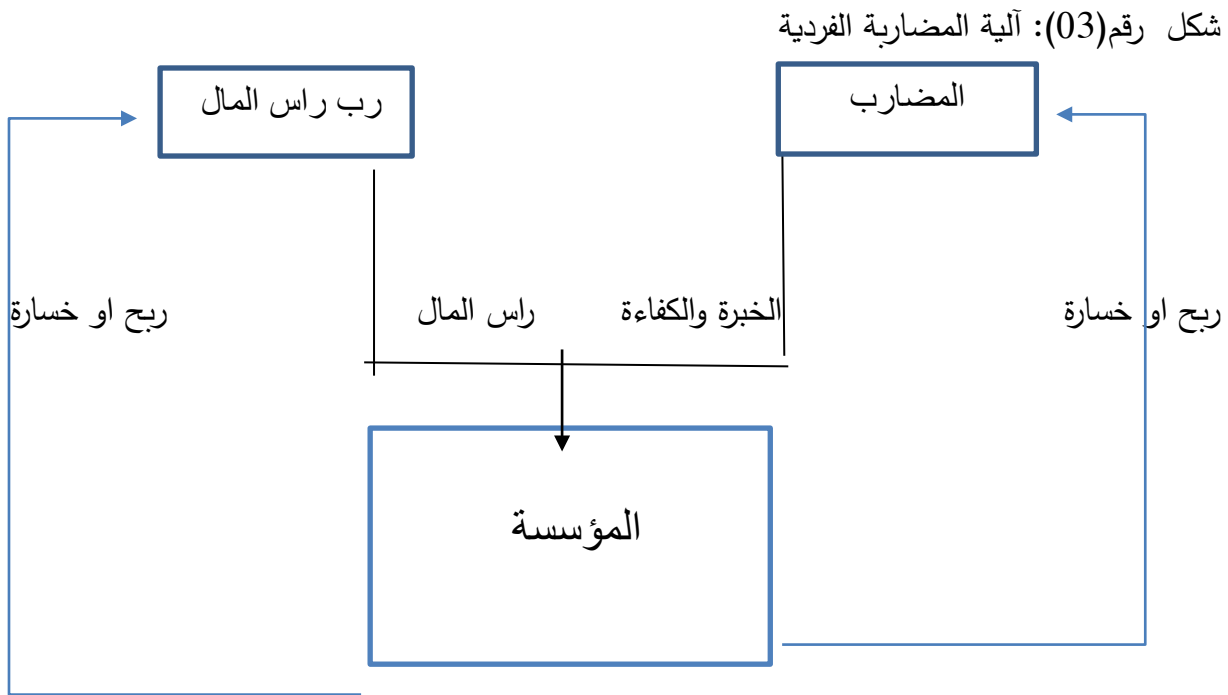 شكل رقم(03): آلية المضاربة الفردية
المضارب
رب راس المال
ربح او خسارة
الخبرة والكفاءة
راس المال
ربح او خسارة
المؤسسة